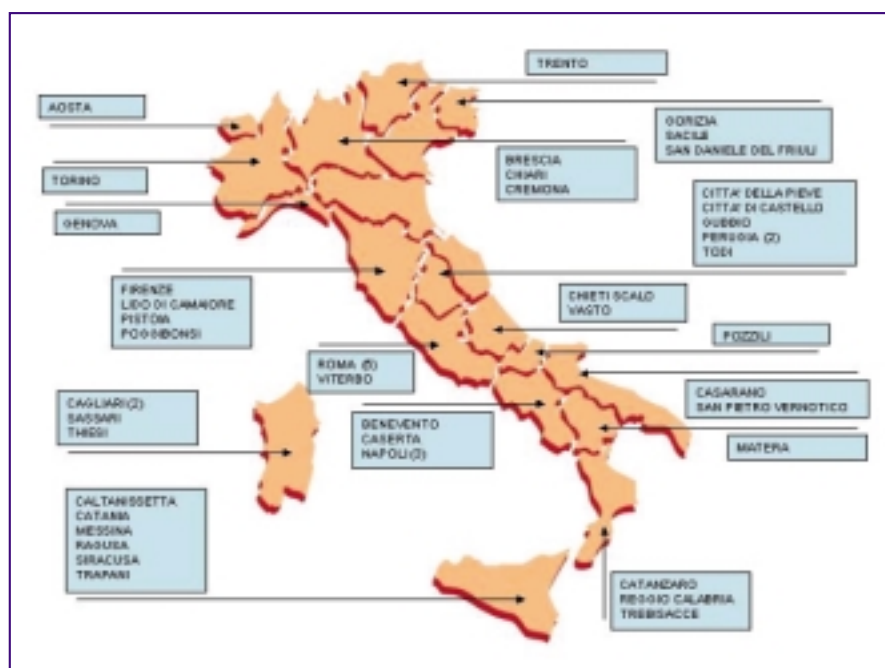 TRENTO
AOSTA
GORIZIA
SACILE
SAN DANIELE DEL FRIULI
BRESCIA
CHIARI
CREMONA
TORINO
GENOVA
CITTA' DELLA PIEVE
CITTA' DI CASTELLO
GUBBIO
PERUGIA (2)
TODI
FIRENZE
LIDO DI CAMAIORE
PISTOIA
POGGIBONSI
CHIETI SCALO
VASTO
POZZILI
ROMA (5)
VITERBO
CASARANO
SAN PIETRO VERNOTICO
CAGLIARI (2)
SASSARI
THIESI
BENEVENTO
CASERTA
NAPOLI (3)
MATERA
CALTANISSETTA
CATANIA
MESSINA
RAGUSA
SIRACUSA
TRAPANI
CATANZARO
REGGIO CALABRIA
TREBISACCE